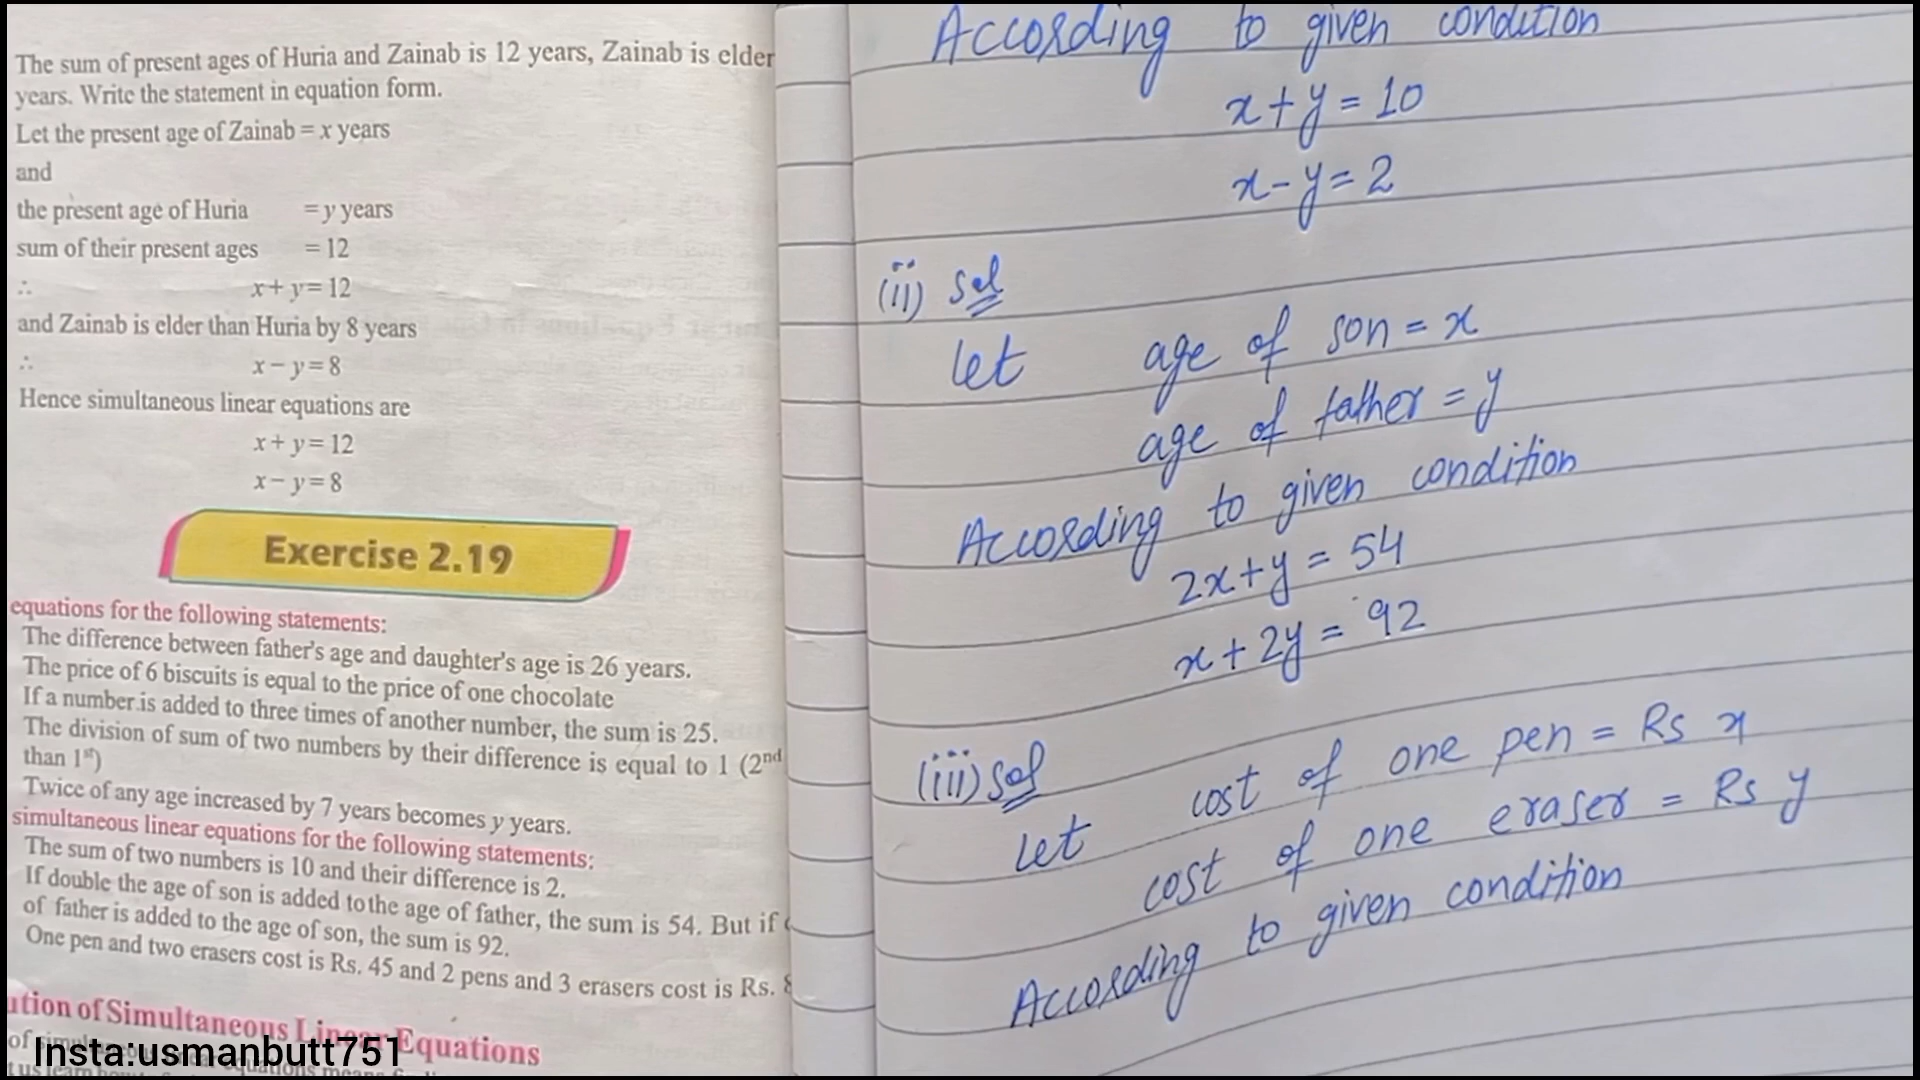 The sum of present ages of Huria and Zainab is 12 years, Zainab is elder
years. Write the statement in equation form.
Let the present age of Zainab = x years
and
the present age of Huria = y years
sum of their present ages = 12
∴ x + y = 12
and Zainab is elder than Huria by 8 years
∴ x - y = 8
Hence simultaneous linear equations are
x + y = 12
x - y = 8
Exercise 2.19
equations for the following statements:
The difference between father's age and daughter's age is 26 years.
The price of 6 biscuits is equal to the price of one chocolate
If a number is added to three times of another number, the sum is 25.
The division of sum of two numbers by their difference is equal to 1 (2nd
than 1st)
Twice of any age increased by 7 years becomes y years.
simultaneous linear equations for the following statements:
The sum of two numbers is 10 and their difference is 2.
If double the age of son is added to the age of father, the sum is 54. But if
of father is added to the age of son, the sum is 92.
One pen and two erasers cost is Rs. 45 and 2 pens and 3 erasers cost is Rs.
ution of Simultaneous Linear Equations
of
Insta:usmanbutt751
According to given condition
x + y = 10
x - y = 2
(ii) Sol
Let age of son = x
age of father = y
According to given condition
2x + y = 54
x + 2y = 92
(iii) Sol
Let cost of one pen = Rs x
cost of one eraser = Rs y
According to given condition